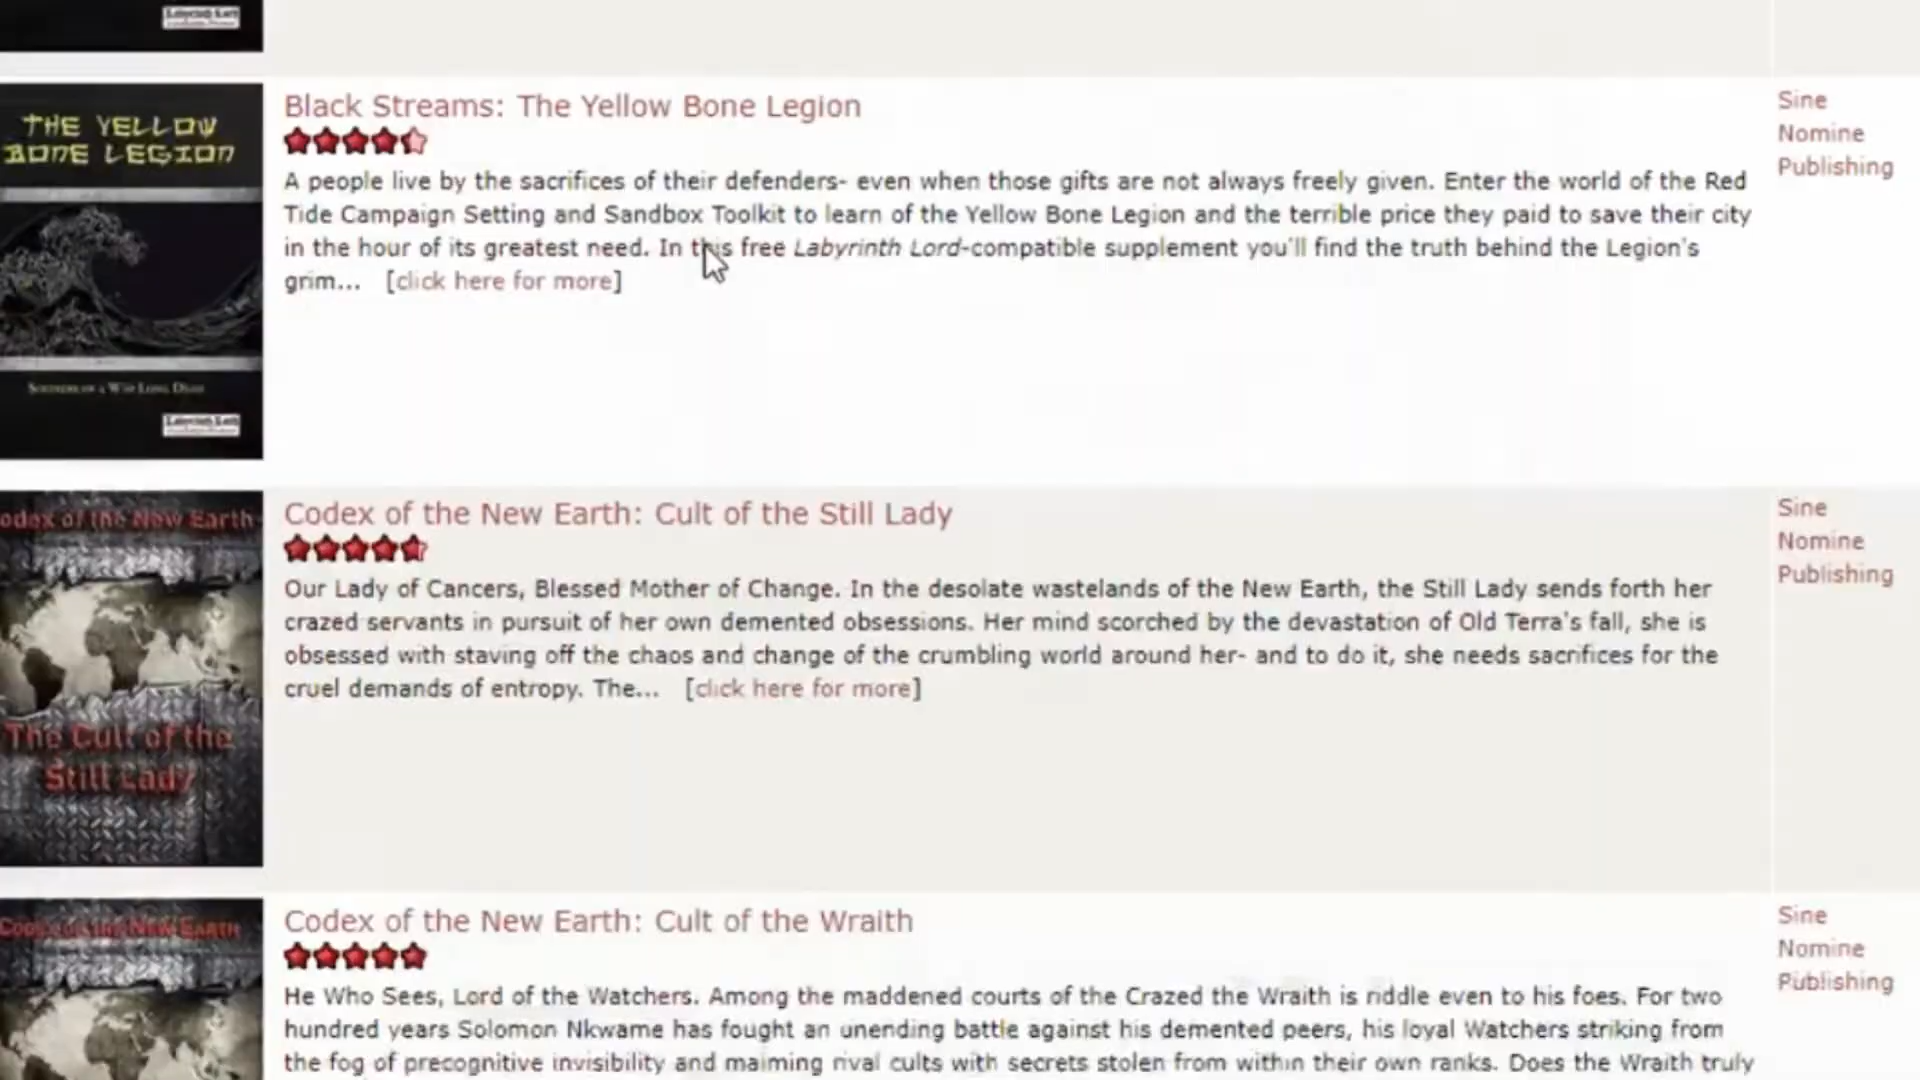 Labyrinth Lord
THE YELLOW
BONE LEGION
Labyrinth Lord
Black Streams: The Yellow Bone Legion
A people live by the sacrifices of their defenders- even when those gifts are not always freely given. Enter the world of the Red
Tide Campaign Setting and Sandbox Toolkit to learn of the Yellow Bone Legion and the terrible price they paid to save their city
in the hour of its greatest need. In this free Labyrinth Lord-compatible supplement you'll find the truth behind the Legion's
grim... [click here for more]
Sine
Nomine
Publishing
odex of the New Earth
The Cult of the
Still Lady
Codex of the New Earth: Cult of the Still Lady
Our Lady of Cancers, Blessed Mother of Change. In the desolate wastelands of the New Earth, the Still Lady sends forth her
crazed servants in pursuit of her own demented obsessions. Her mind scorched by the devastation of Old Terra's fall, she is
obsessed with staving off the chaos and change of the crumbling world around her- and to do it, she needs sacrifices for the
cruel demands of entropy. The... [click here for more]
Sine
Nomine
Publishing
Codex of the New Earth
Codex of the New Earth: Cult of the Wraith
He Who Sees, Lord of the Watchers. Among the maddened courts of the Crazed the Wraith is riddle even to his foes. For two
hundred years Solomon Nkwame has fought an unending battle against his demented peers, his loyal Watchers striking from
the fog of precognitive invisibility and maiming rival cults with secrets stolen from within their own ranks. Does the Wraith truly
Sine
Nomine
Publishing